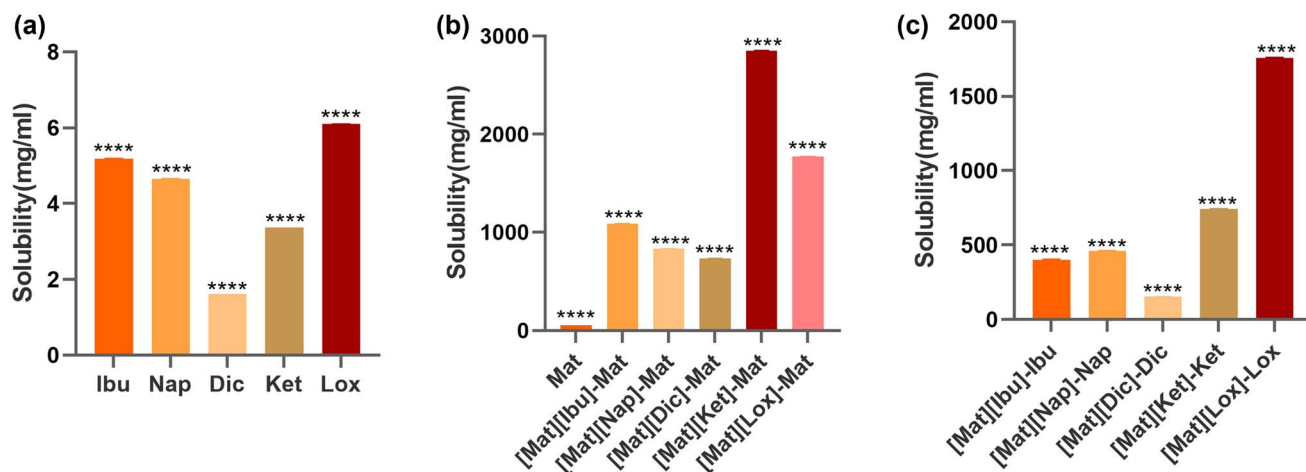 (a)
Solubility(mg/ml)
8
6
4
2
0
****
****
****
****
****
Ibu Nap Dic Ket Lox
(b)
Solubility(mg/ml)
3000
2000
1000
0
****
****
****
****
****
****
Mat
[Mat][Ibu]-Mat
[Mat][Nap]-Mat
[Mat][Dic]-Mat
[Mat][Ket]-Mat
[Mat][Lox]-Mat
(c)
Solubility(mg/ml)
2000
1500
1000
500
0
****
****
****
****
****
[Mat][Ibu]-Ibu
[Mat][Nap]-Nap
[Mat][Dic]-Dic
[Mat][Ket]-Ket
[Mat][Lox]-Lox